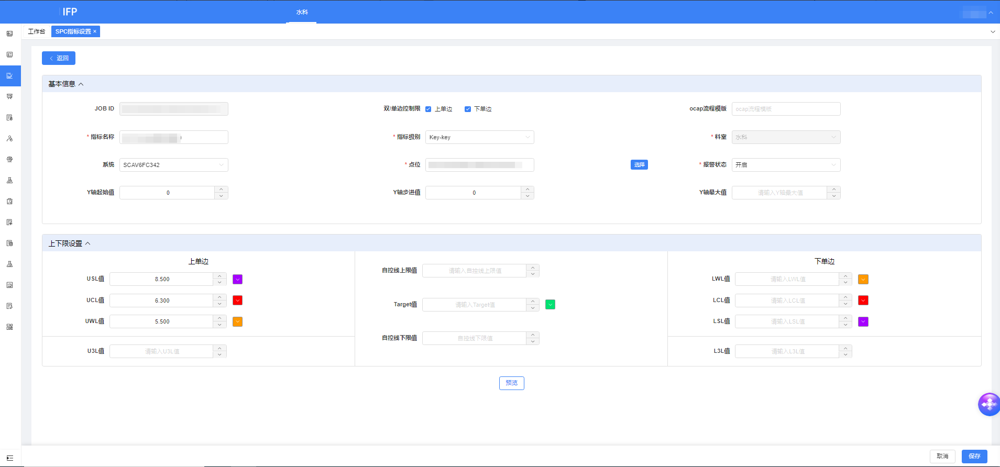 IFP
水科
工作台
SPC指标设置 ×
返回
基本信息
JOB ID
双/单边控制限 上单边 下单边
ocap流程模版 ocap流程模版
* 指标名称
* 指标级别 Key-key
* 科室 水科
系统 SCAV6FC342
* 点位
选择
* 报警状态 开启
Y轴起始值 0
Y轴步进值 0
Y轴最大值 请输入Y轴最大值
上下限设置
上单边
USL值 8.500
UCL值 6.300
UWL值 5.500
U3L值 请输入U3L值
自控线上限值 请输入自控线上限值
Target值 请输入Target值
自控线下限值 自控线下限值
下单边
LWL值 请输入LWL值
LCL值 请输入LCL值
LSL值 请输入LSL值
L3L值 请输入L3L值
预览
取消
保存